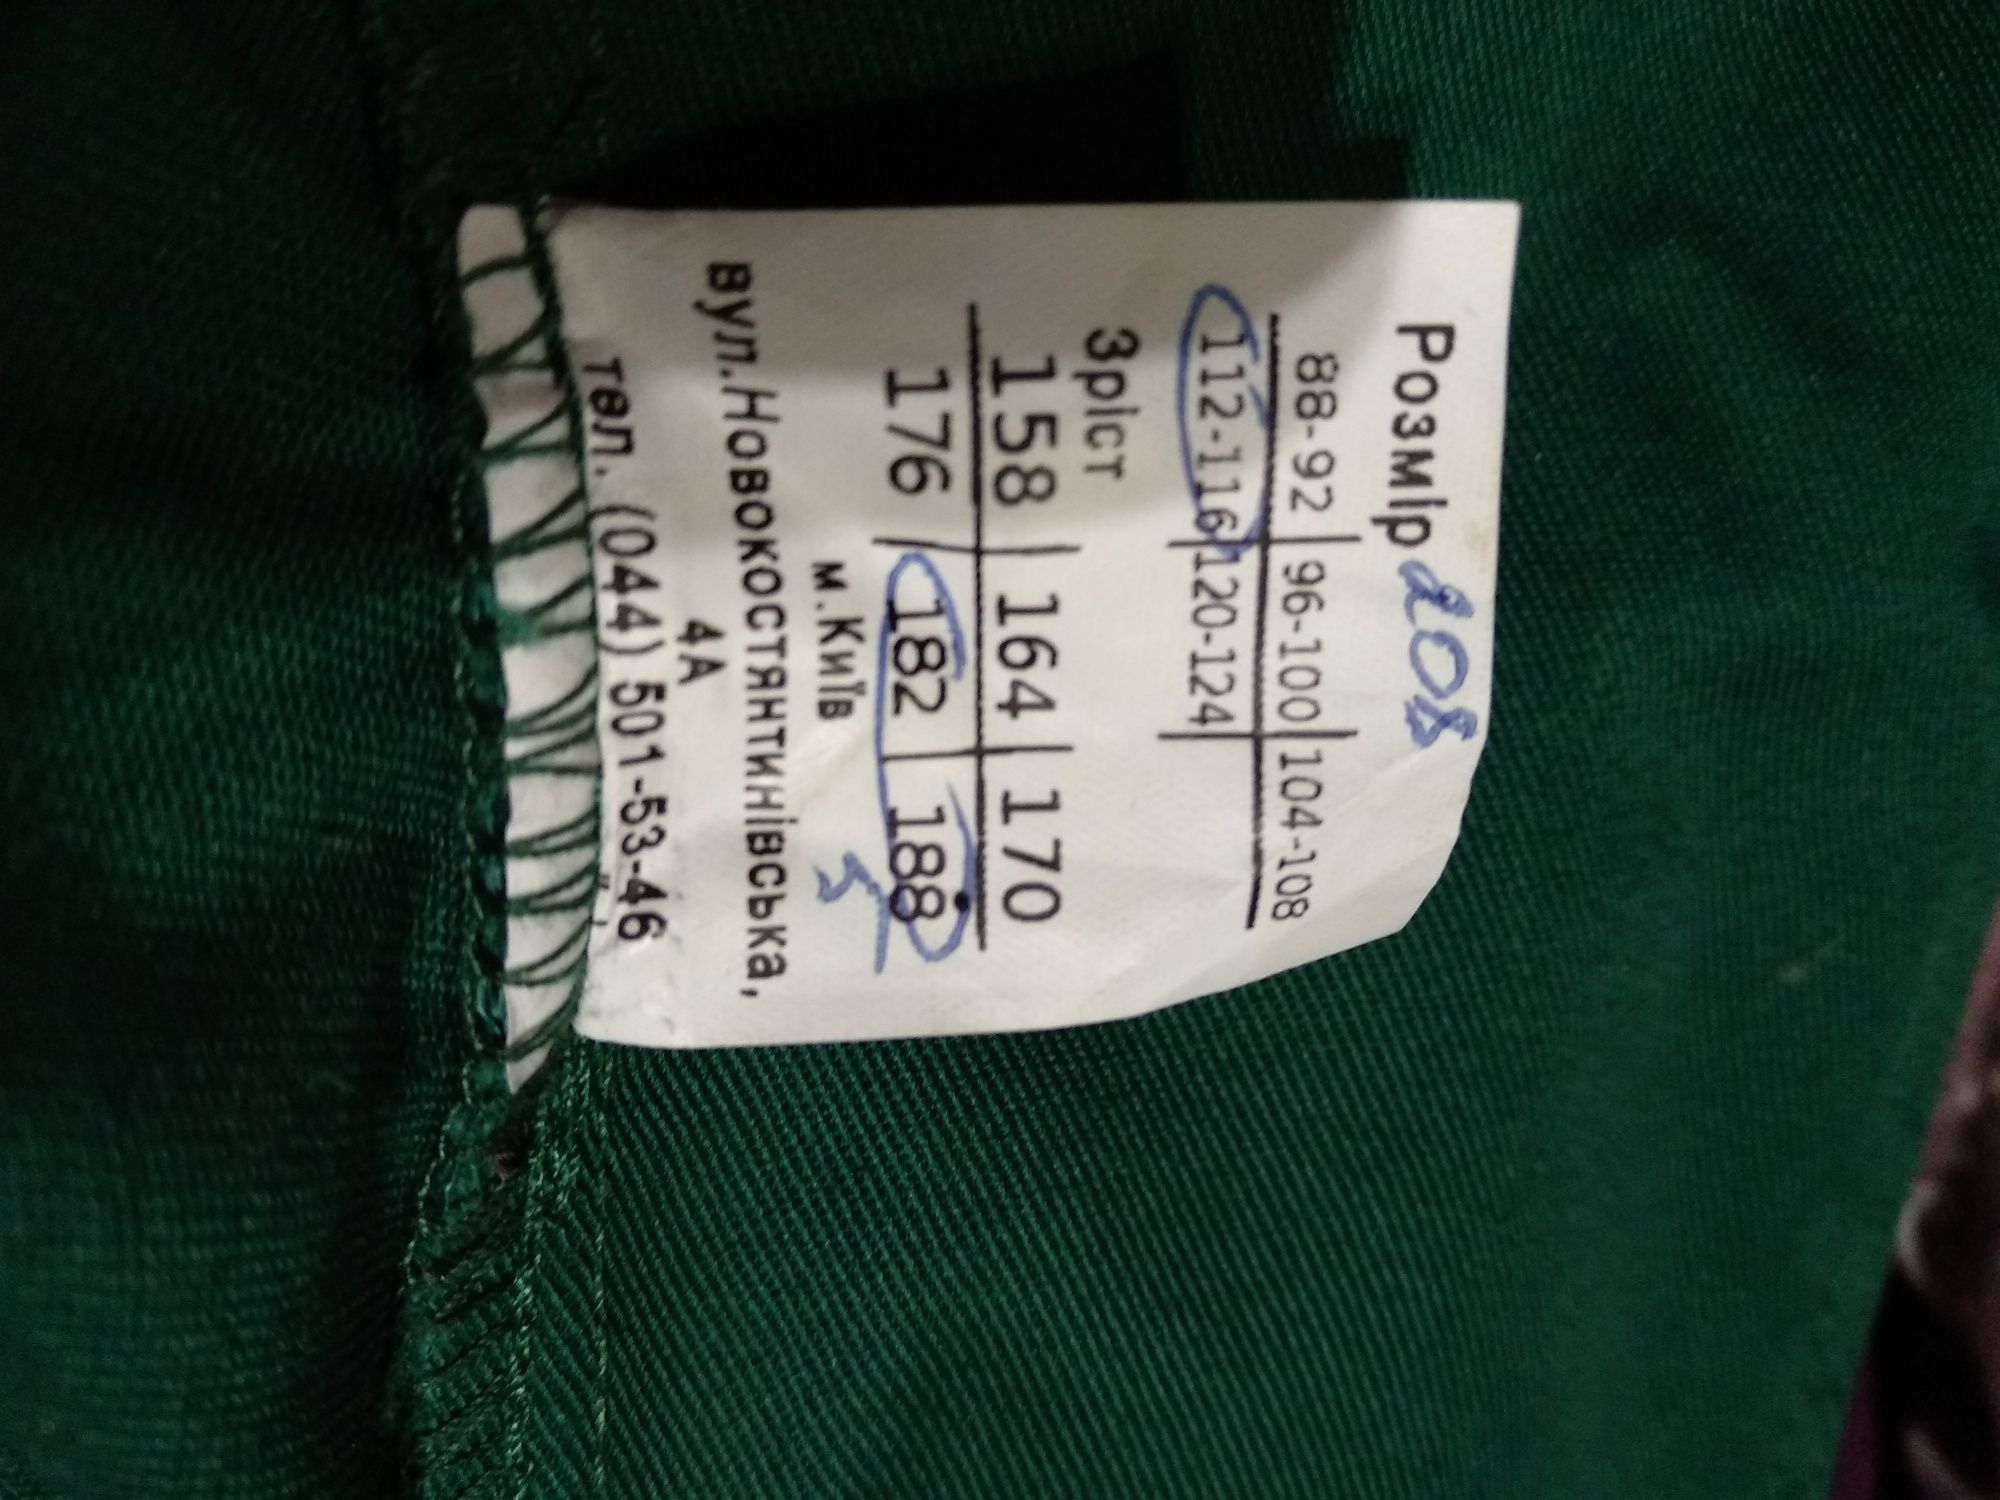 Розмір 208
88-92 | 96-100 | 104-108
112-116 | 120-124 |
Зріст
158 | 164 | 170
176 | 182 | 188
5
м.Київ
вул.Новокостянтинівська,
4А
тел. (044) 501-53-46